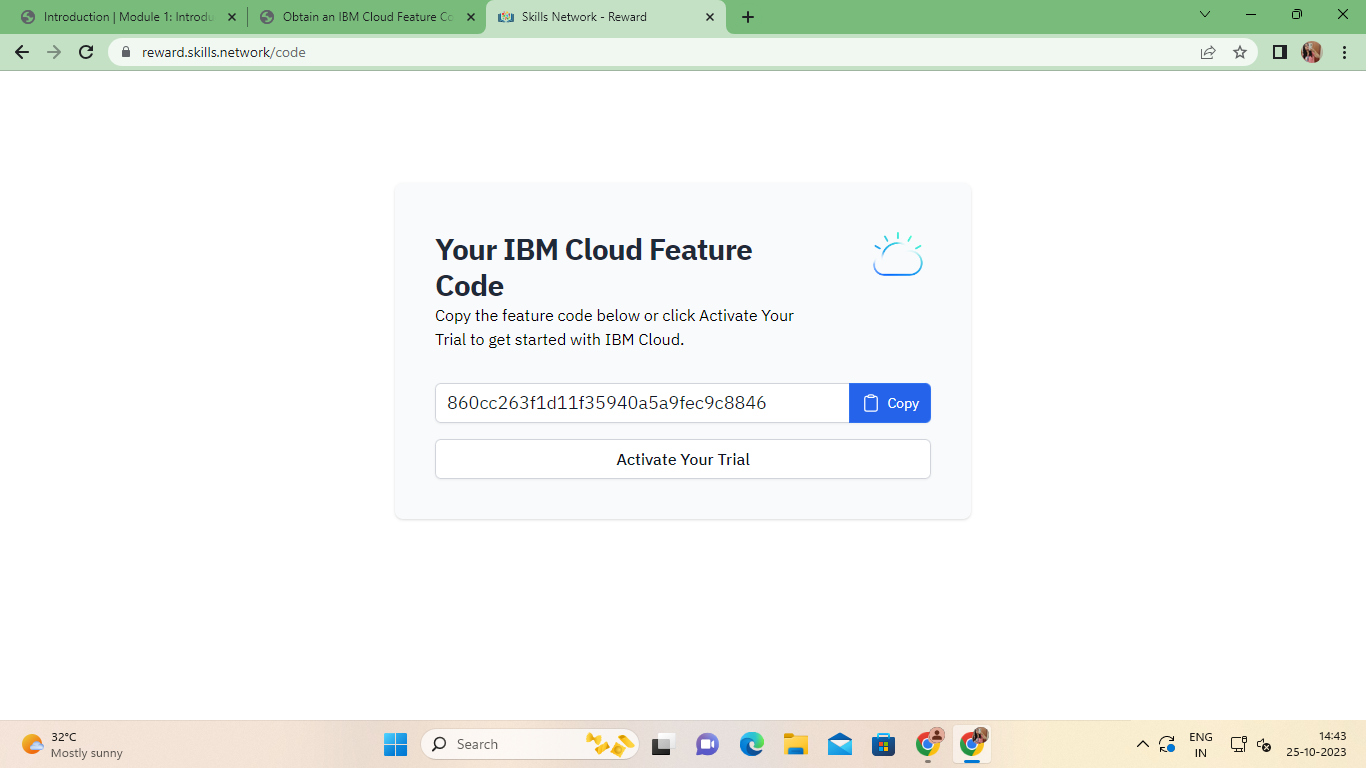 Introduction | Module 1: Introdu
Obtain an IBM Cloud Feature Co
Skills Network - Reward
reward.skills.network/code
Your IBM Cloud Feature
Code
Copy the feature code below or click Activate Your
Trial to get started with IBM Cloud.
860cc263f1d11f35940a5a9fec9c8846
Copy
Activate Your Trial
32°C
Mostly sunny
Search
ENG
IN
14:43
25-10-2023